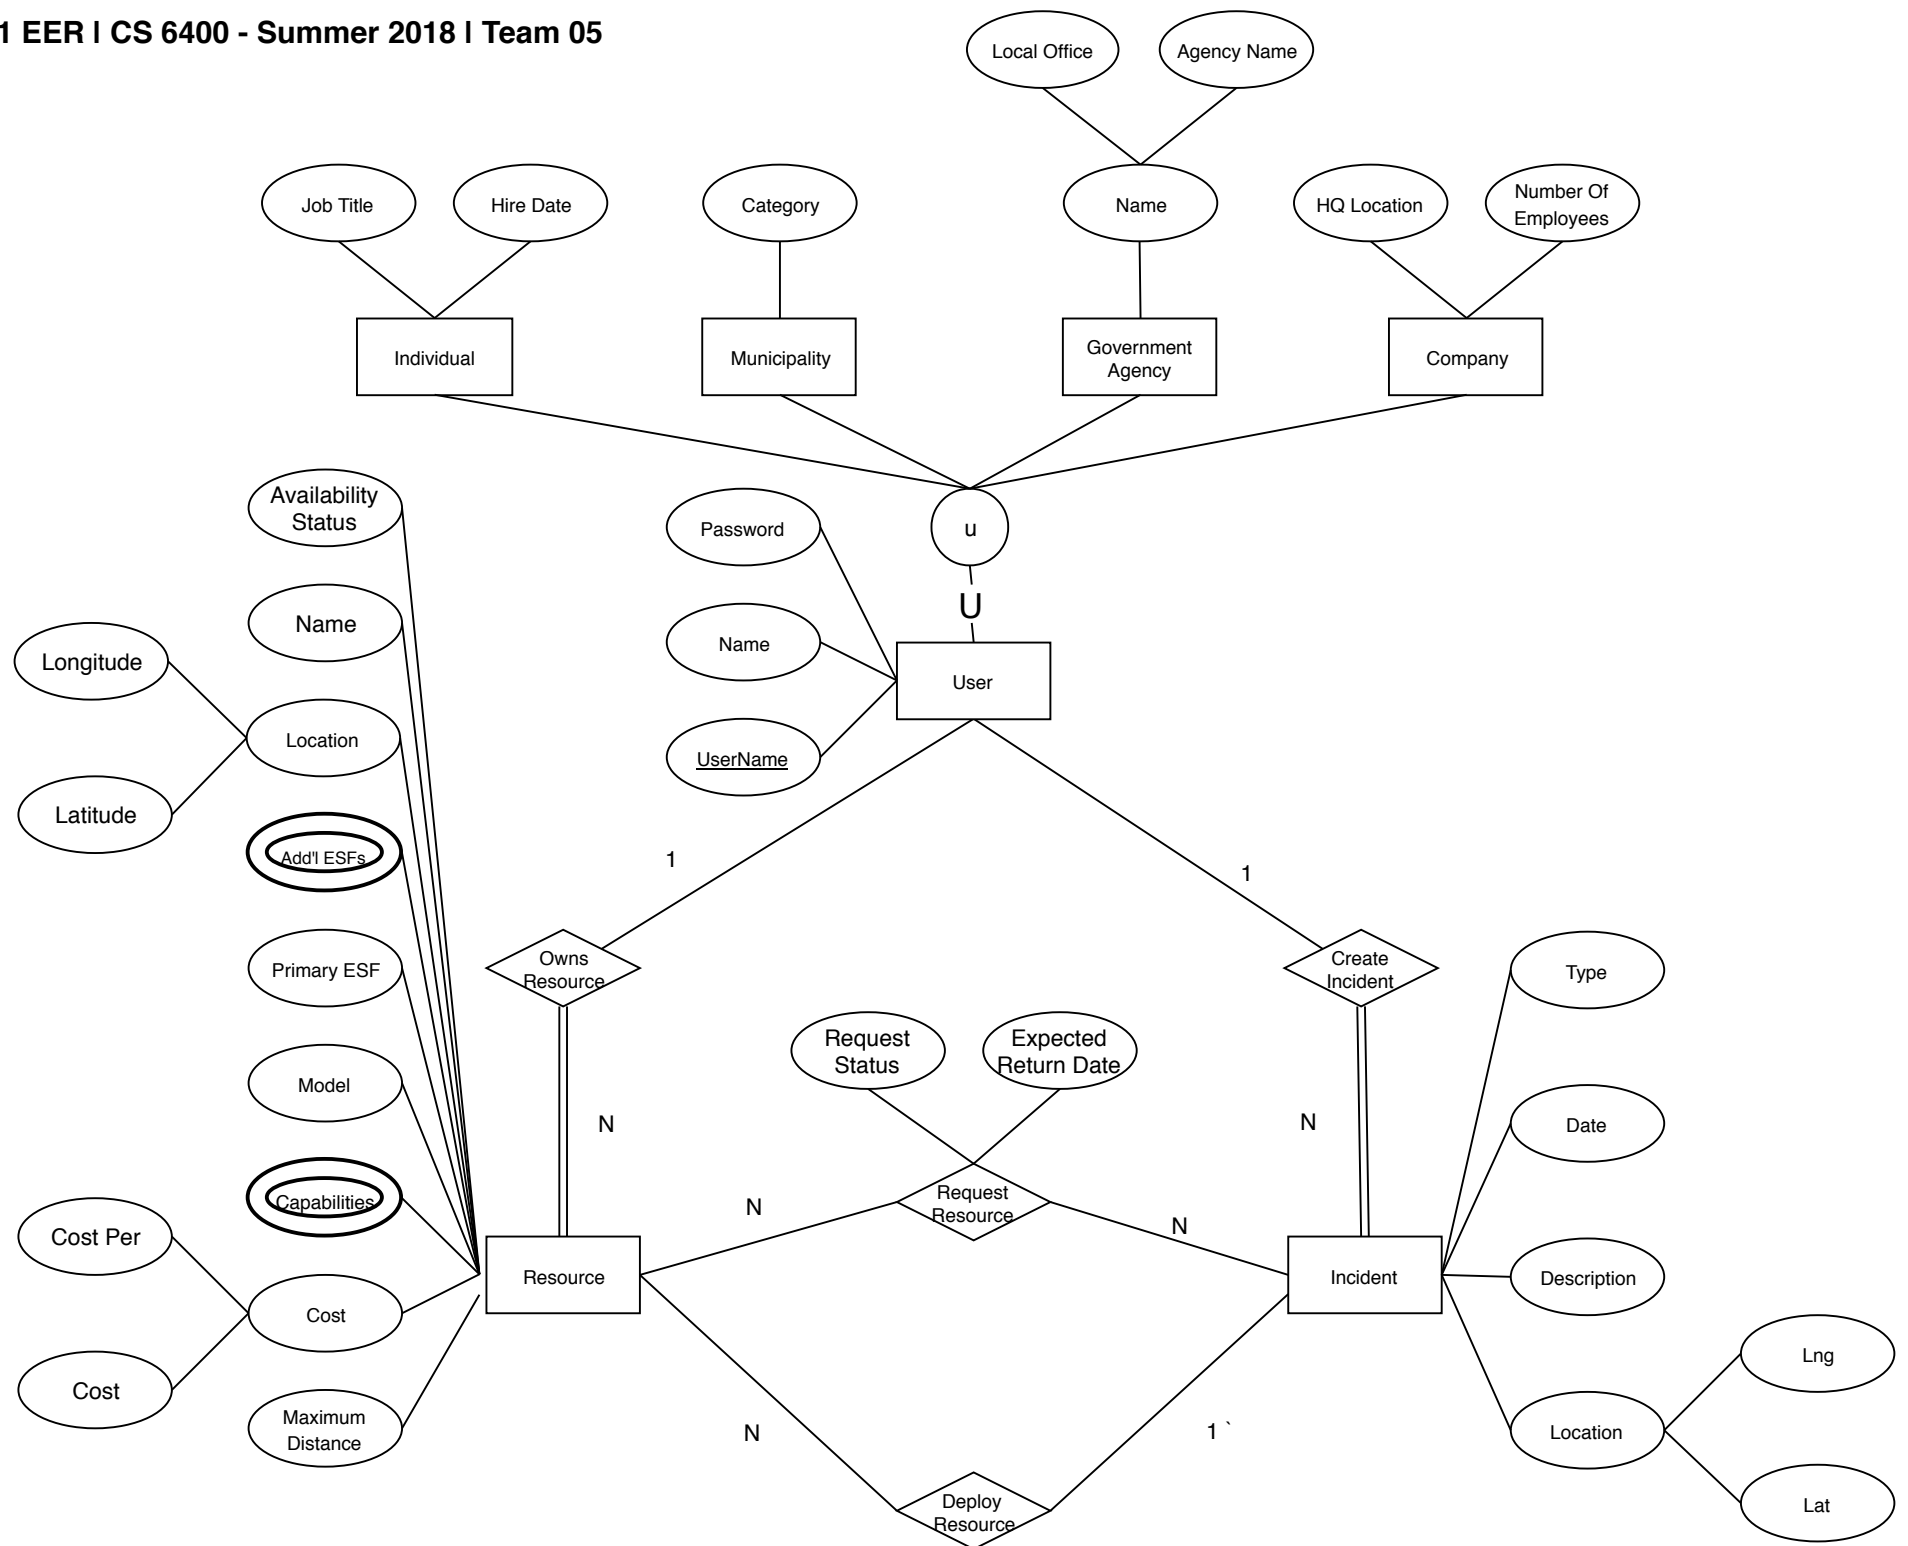 1 EER | CS 6400 - Summer 2018 | Team 05
Local Office
Agency Name
Job Title
Hire Date
Category
Name
HQ Location
Number Of
Employees
Individual
Municipality
Government
Agency
Company
Availability
Status
Password
u
Name
U
Name
Longitude
User
Location
UserName
Latitude
Add'l ESFs
1
1
Primary ESF
Owns
Resource
Create
Incident
Type
Request
Status
Expected
Return Date
Model
N
N
Date
Capabilities
N
Request
Resource
N
Cost Per
Resource
Incident
Description
Cost
Lng
Cost
Maximum
Distance
N
1 `
Location
Deploy
Resource
Lat